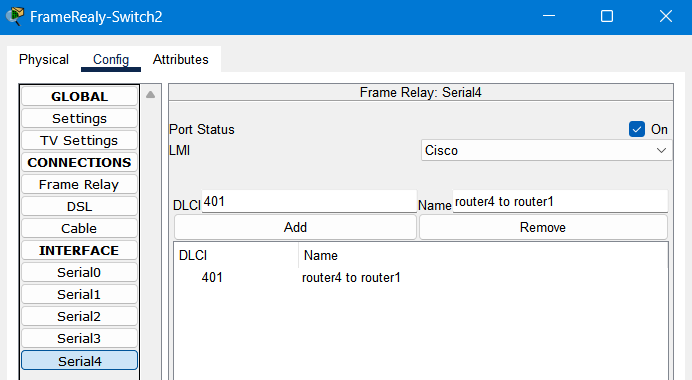 FrameRealy-Switch2
Physical Config Attributes
GLOBAL
Settings
TV Settings
CONNECTIONS
Frame Relay
DSL
Cable
INTERFACE
Serial0
Serial1
Serial2
Serial3
Serial4
Frame Relay: Serial4
Port Status On
LMI Cisco
DLCI 401 Name router4 to router1
Add Remove
DLCI Name
401 router4 to router1